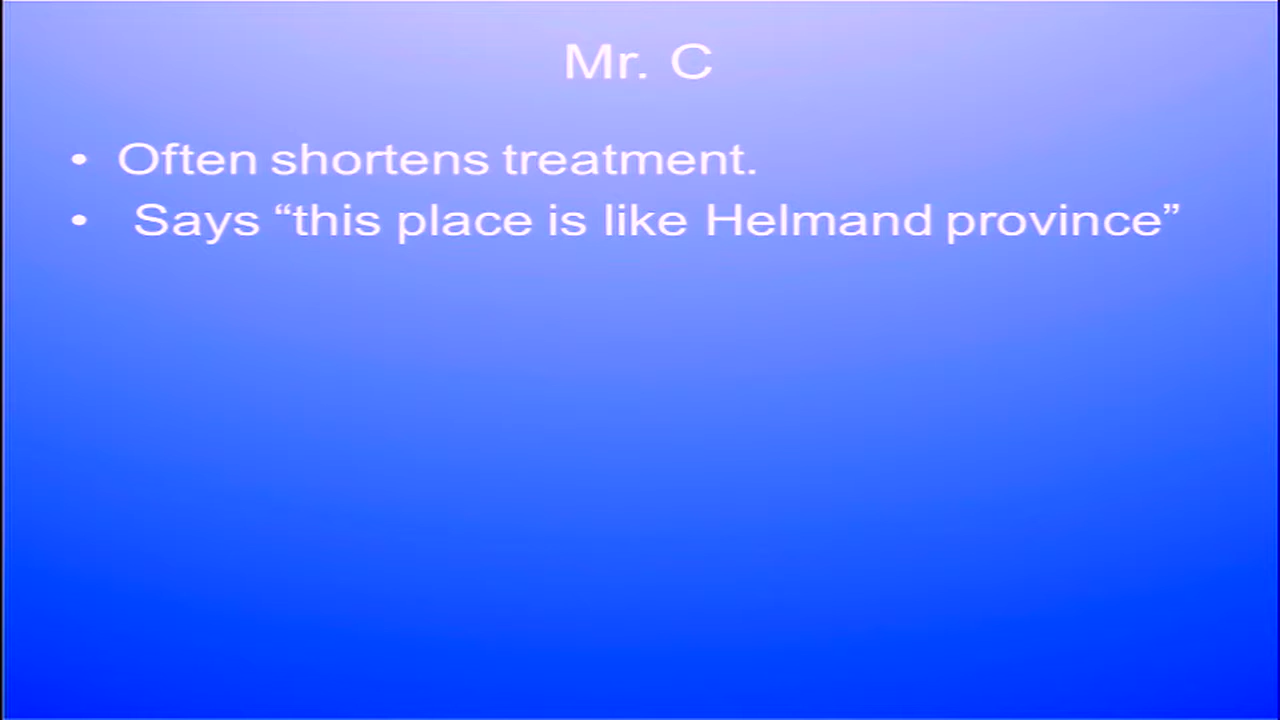 Mr. C
• Often shortens treatment.
• Says “this place is like Helmand province”